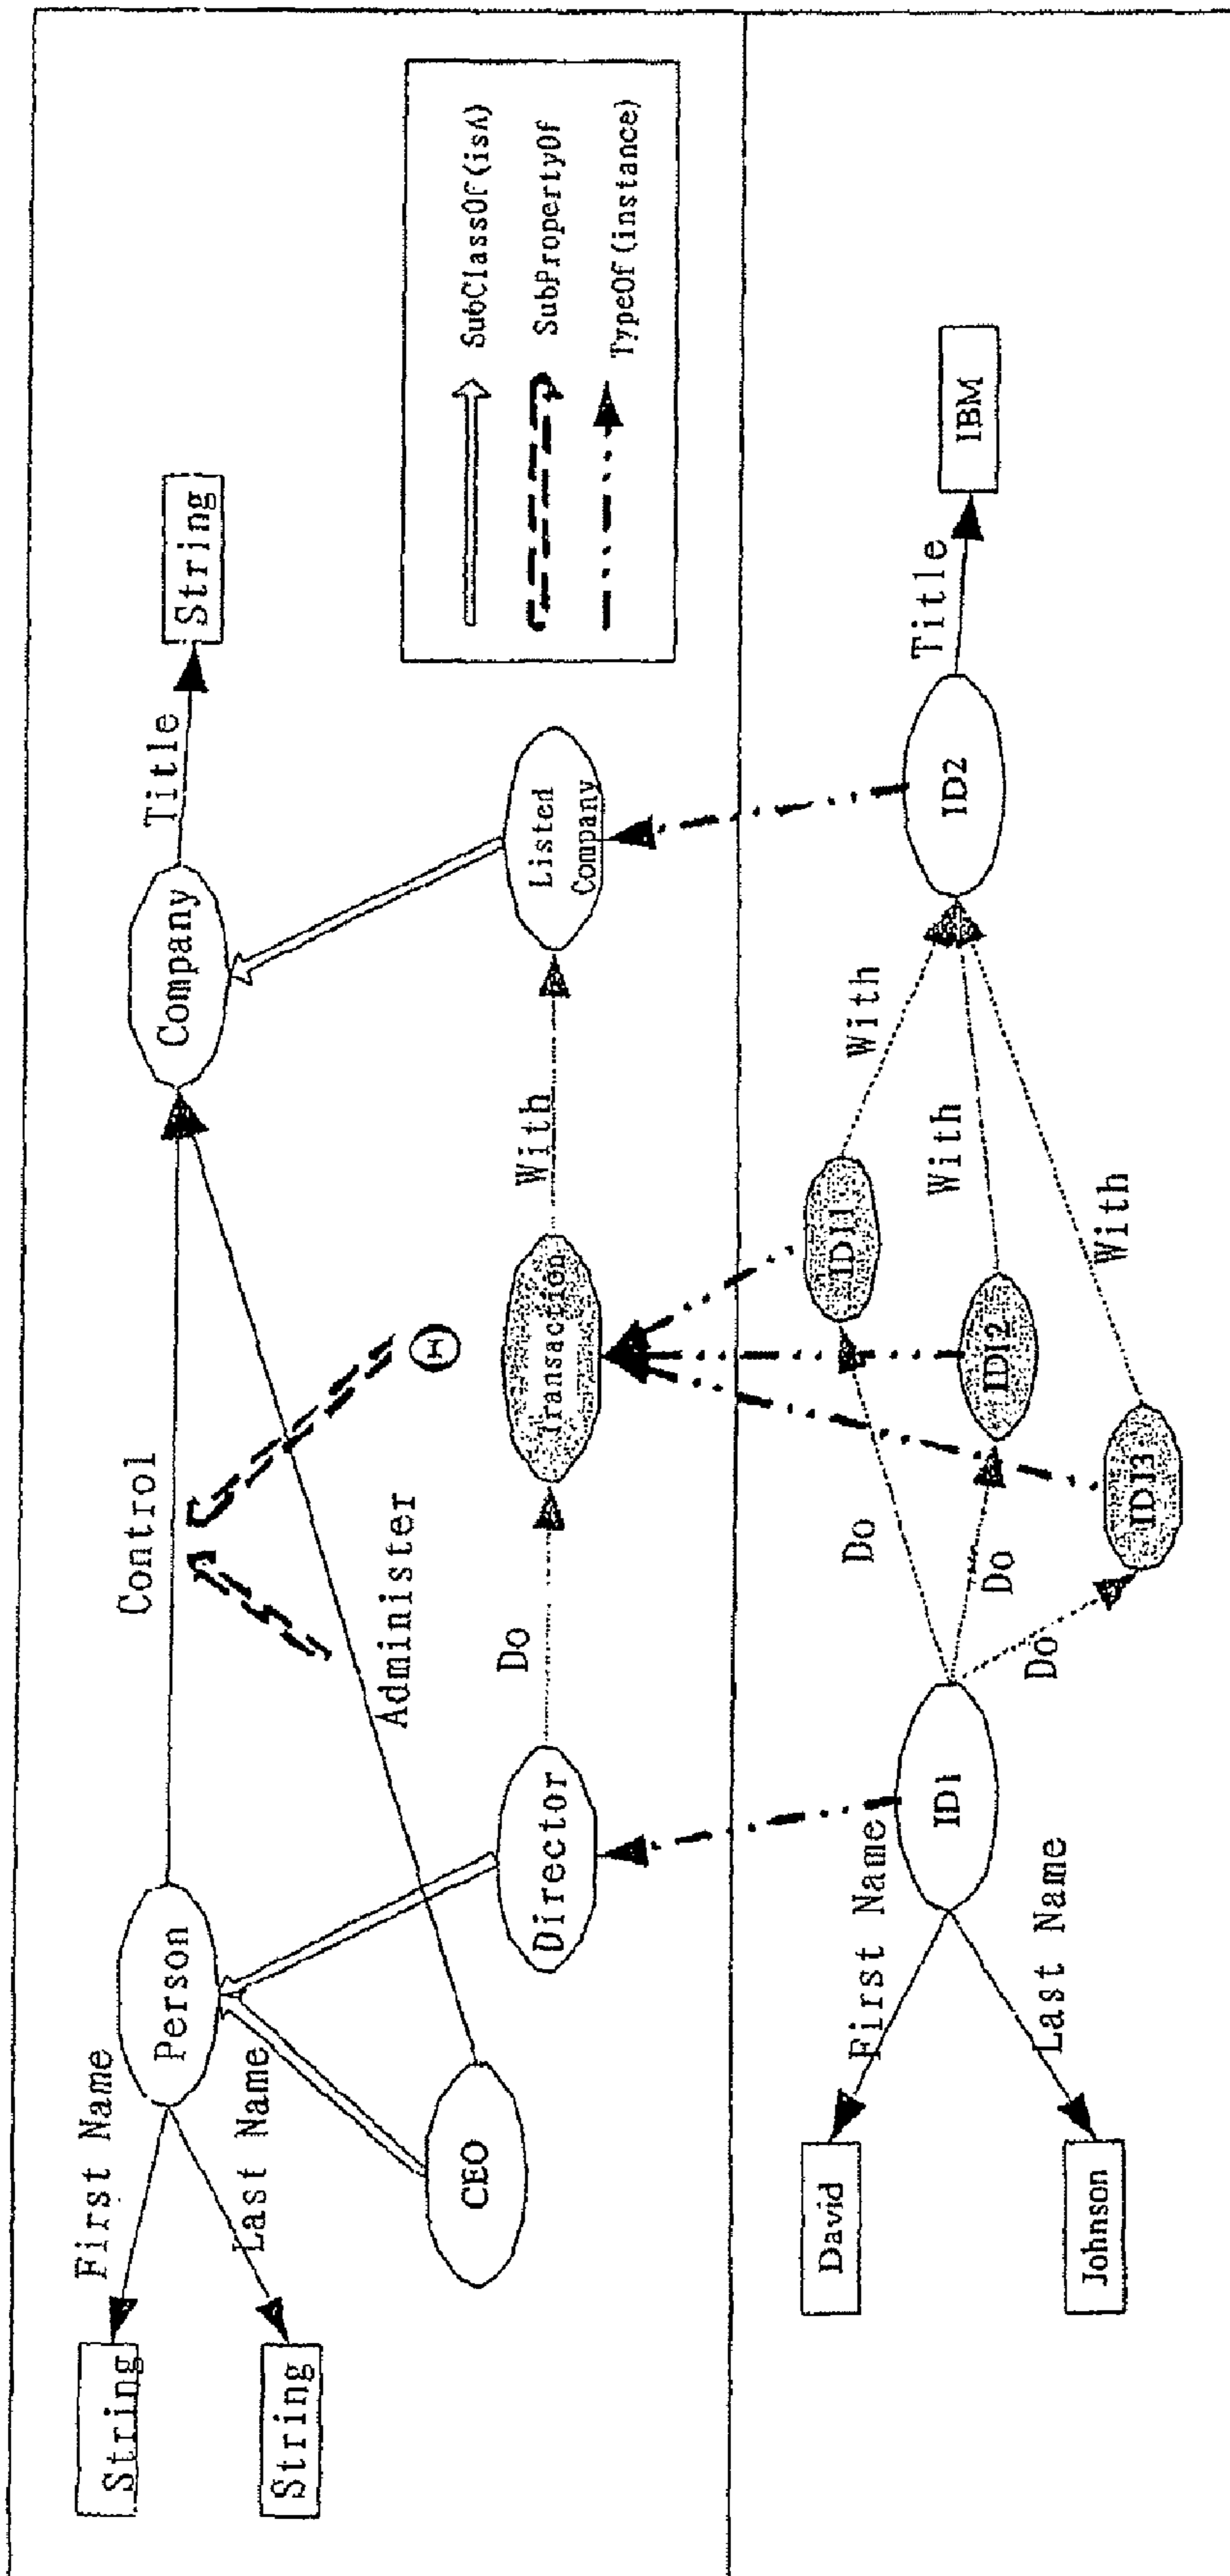 String
First Name
Person
Control
Company
Title
String
String
Last Name
CEO
Administer
H
Director
Do
Transaction
With
Listed
Company
SubClassOf(isA)
SubPropertyOf
TypeOf(instance)
David
First Name
Johnson
Last Name
ID1
Do
Do
Do
ID11
ID12
ID13
With
With
With
ID2
Title
IBM